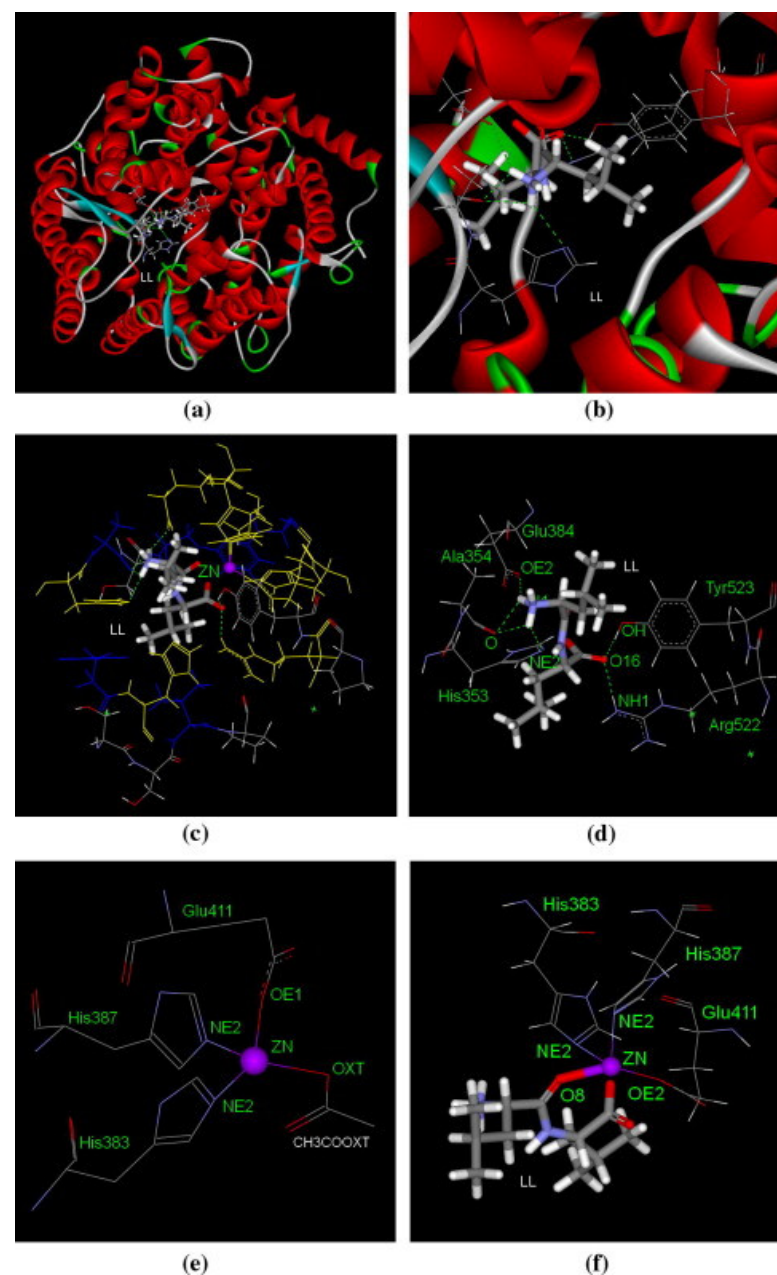 LL
(a)
LL
(b)
ZN
LL
(c)
Glu384
Ala354
OE2
LL
Tyr523
O
OH
NE2
O16
His353
NH1
Arg522
(d)
Glu411
OE1
His387
NE2
ZN
OXT
NE2
His383
CH3COOXT
(e)
His383
His387
NE2
Glu411
NE2
ZN
O8
OE2
LL
(f)